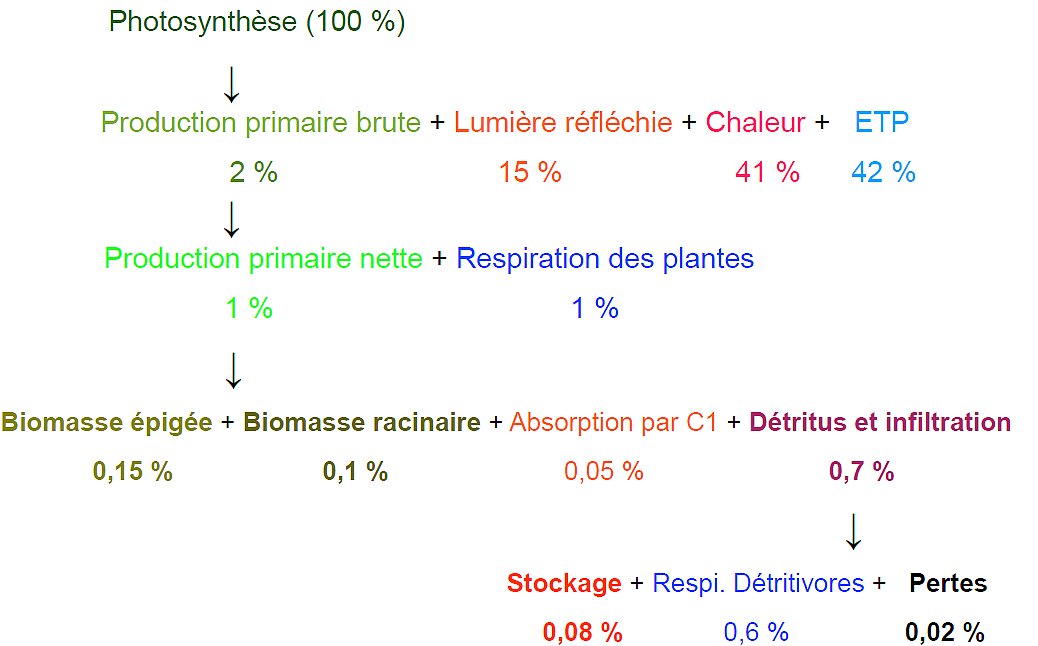 Photosynthèse (100 %)
↓
Production primaire brute + Lumière réfléchie + Chaleur + ETP
2 % 15 % 41 % 42 %
↓
Production primaire nette + Respiration des plantes
1 % 1 %
↓
Biomasse épigée + Biomasse racinaire + Absorption par C1 + Détritus et infiltration
0,15 % 0,1 % 0,05 % 0,7 %
↓
Stockage + Respi. Détritivores + Pertes
0,08 % 0,6 % 0,02 %